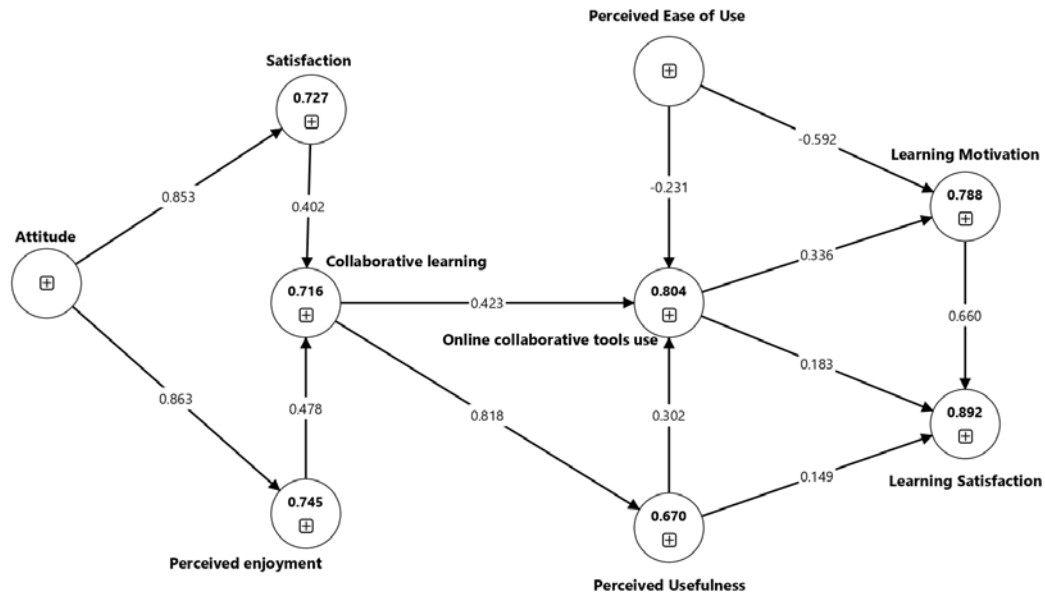 Perceived Ease of Use
Satisfaction
0.727
-0.592
Learning Motivation
0.853
-0.231
0.788
0.402
Attitude
0.336
Collaborative learning
0.716
0.423
0.804
0.660
Online collaborative tools use
0.183
0.863
0.478
0.818
0.302
0.892
0.149
Learning Satisfaction
0.745
0.670
Perceived enjoyment
Perceived Usefulness